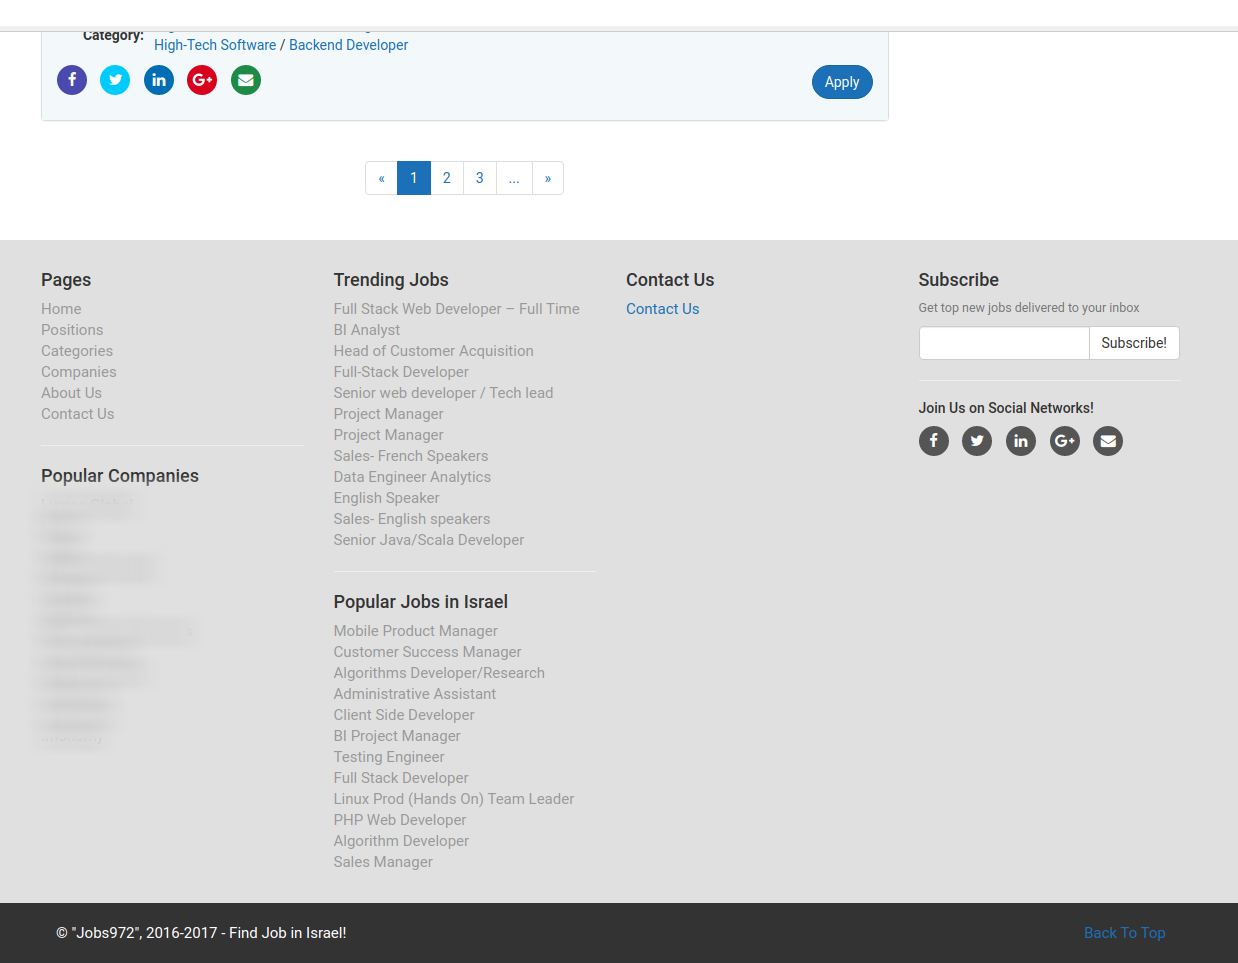 Category:
High-Tech Software / Backend Developer
Apply
« 1 2 3 ... »
Pages
Home
Positions
Categories
Companies
About Us
Contact Us
Popular Companies
Trending Jobs
Full Stack Web Developer – Full Time
BI Analyst
Head of Customer Acquisition
Full-Stack Developer
Senior web developer / Tech lead
Project Manager
Project Manager
Sales- French Speakers
Data Engineer Analytics
English Speaker
Sales- English speakers
Senior Java/Scala Developer
Popular Jobs in Israel
Mobile Product Manager
Customer Success Manager
Algorithms Developer/Research
Administrative Assistant
Client Side Developer
BI Project Manager
Testing Engineer
Full Stack Developer
Linux Prod (Hands On) Team Leader
PHP Web Developer
Algorithm Developer
Sales Manager
Contact Us
Contact Us
Subscribe
Get top new jobs delivered to your inbox
Subscribe!
Join Us on Social Networks!
© "Jobs972", 2016-2017 - Find Job in Israel!
Back To Top